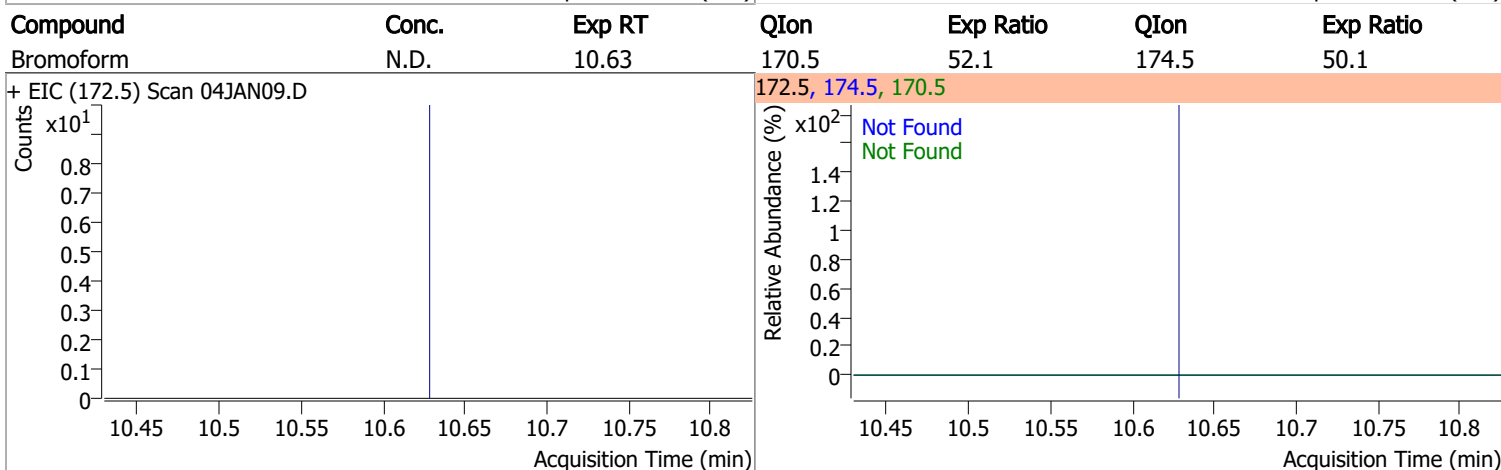 Compound Conc. Exp RT QIon Exp Ratio QIon Exp Ratio
Bromoform N.D. 10.63 170.5 52.1 174.5 50.1
+ EIC (172.5) Scan 04JAN09.D
Counts
x10¹
0.8
0.7
0.6
0.5
0.4
0.3
0.2
0.1
0
10.45 10.5 10.55 10.6 10.65 10.7 10.75 10.8
Acquisition Time (min)
172.5, 174.5, 170.5
Relative Abundance (%)
x10²
Not Found
Not Found
1.4
1.2
1
0.8
0.6
0.4
0.2
0
10.45 10.5 10.55 10.6 10.65 10.7 10.75 10.8
Acquisition Time (min)